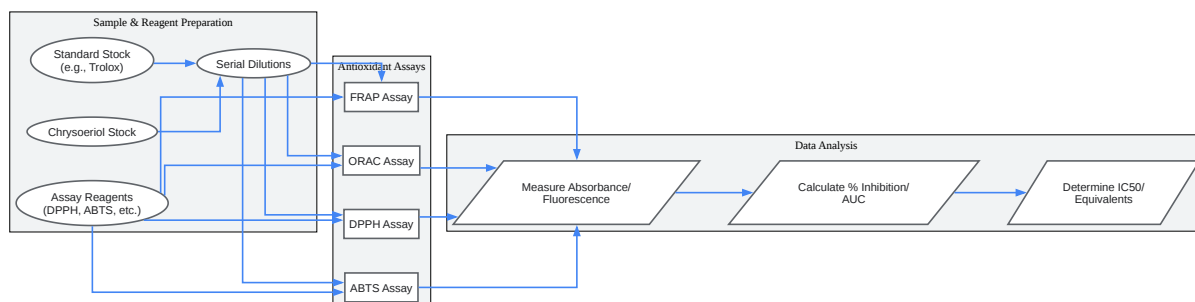 Sample & Reagent Preparation
Standard Stock
(e.g., Trolox)
Serial Dilutions
Chrysoeriol Stock
Assay Reagents
(DPPH, ABTS, etc.)
Antioxidant Assays
FRAP Assay
ORAC Assay
DPPH Assay
ABTS Assay
Data Analysis
Measure Absorbance/
Fluorescence
Calculate % Inhibition/
AUC
Determine IC50/
Equivalents